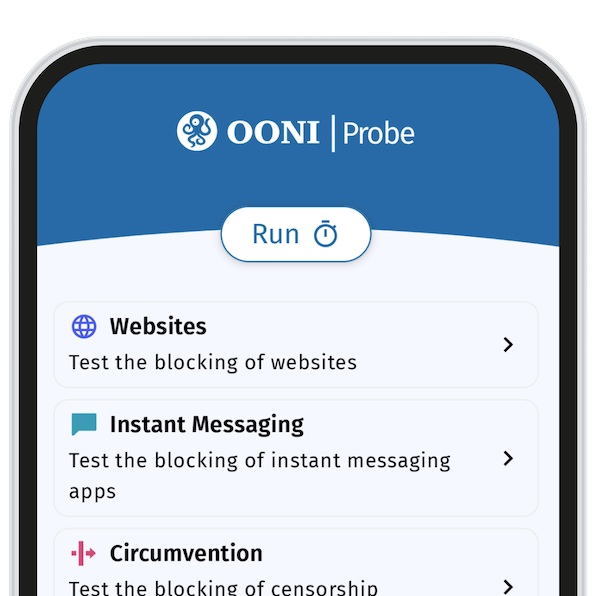 OONI | Probe
Run
Websites
Test the blocking of websites
Instant Messaging
Test the blocking of instant messaging
apps
Circumvention
Test the blocking of censorship